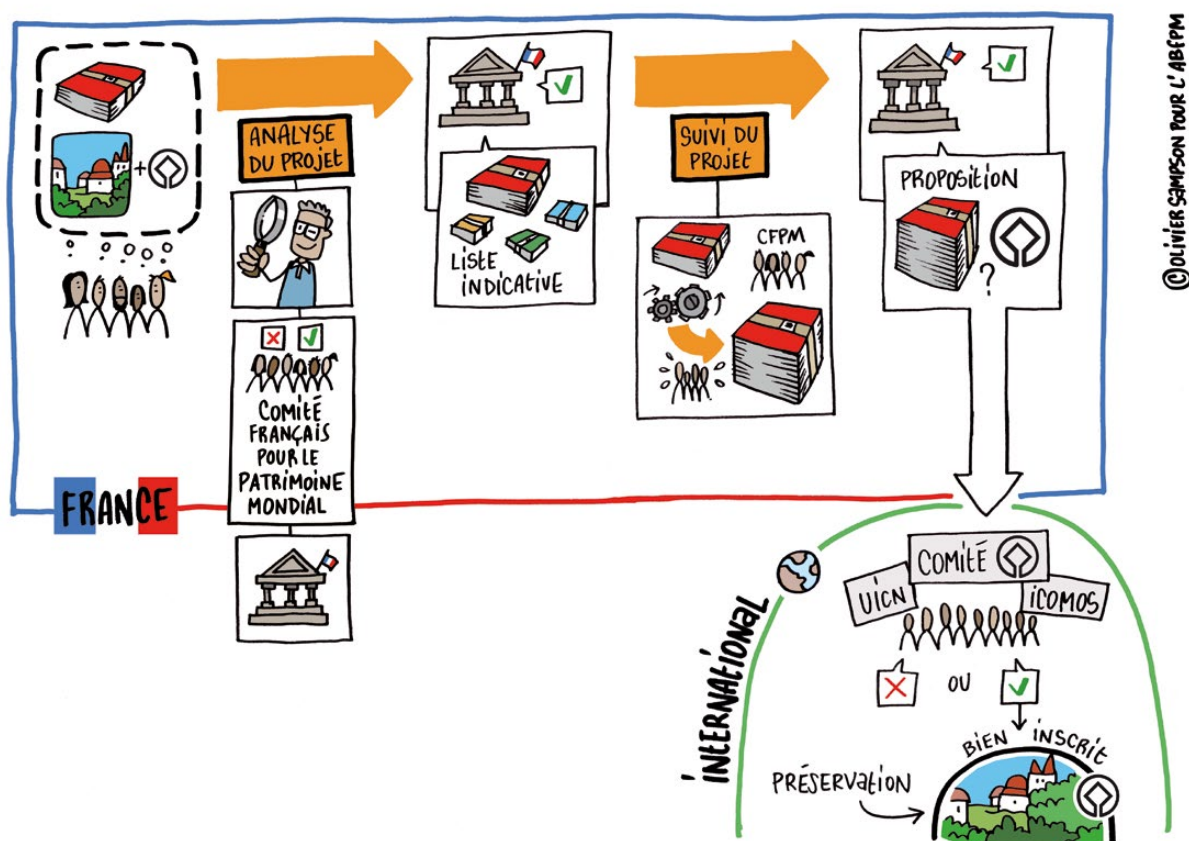 ANALYSE
DU PROJET
COMITÉ
FRANÇAIS
POUR LE
PATRIMOINE
MONDIAL
LISTE
INDICATIVE
SUIVI DU
PROJET
CFPM
PROPOSITION
?
©OLIVIER SAMPSON POUR L'ABFPM
FRANCE
INTERNATIONAL
UICN
COMITÉ
ICOMOS
OU
BIEN INSCRIT
PRÉSERVATION